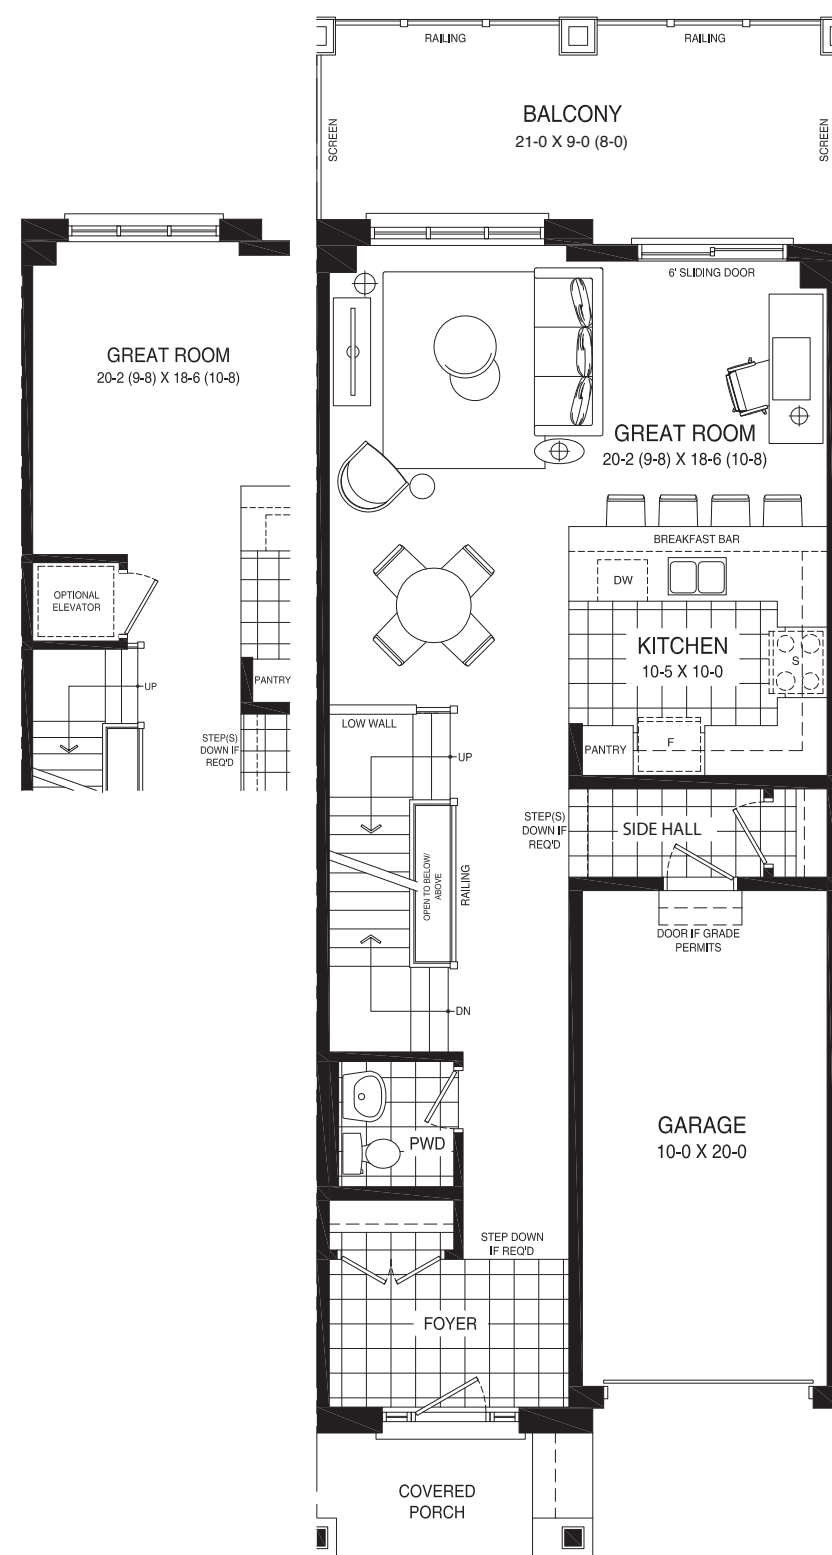 RAILING
RAILING
BALCONY
21-0 X 9-0 (8-0)
SCREEN
SCREEN
6' SLIDING DOOR
GREAT ROOM
20-2 (9-8) X 18-6 (10-8)
GREAT ROOM
20-2 (9-8) X 18-6 (10-8)
BREAKFAST BAR
DW
OPTIONAL
ELEVATOR
KITCHEN
10-5 X 10-0
S
UP
PANTRY
STEP(S)
DOWN IF
REQ'D
LOW WALL
UP
PANTRY
F
STEP(S)
DOWN IF
REQ'D
SIDE HALL
OPEN TO BELOW/
ABOVE
RAILING
DOOR IF GRADE
PERMITS
DN
GARAGE
10-0 X 20-0
PWD
STEP DOWN
IF REQ'D
FOYER
COVERED
PORCH